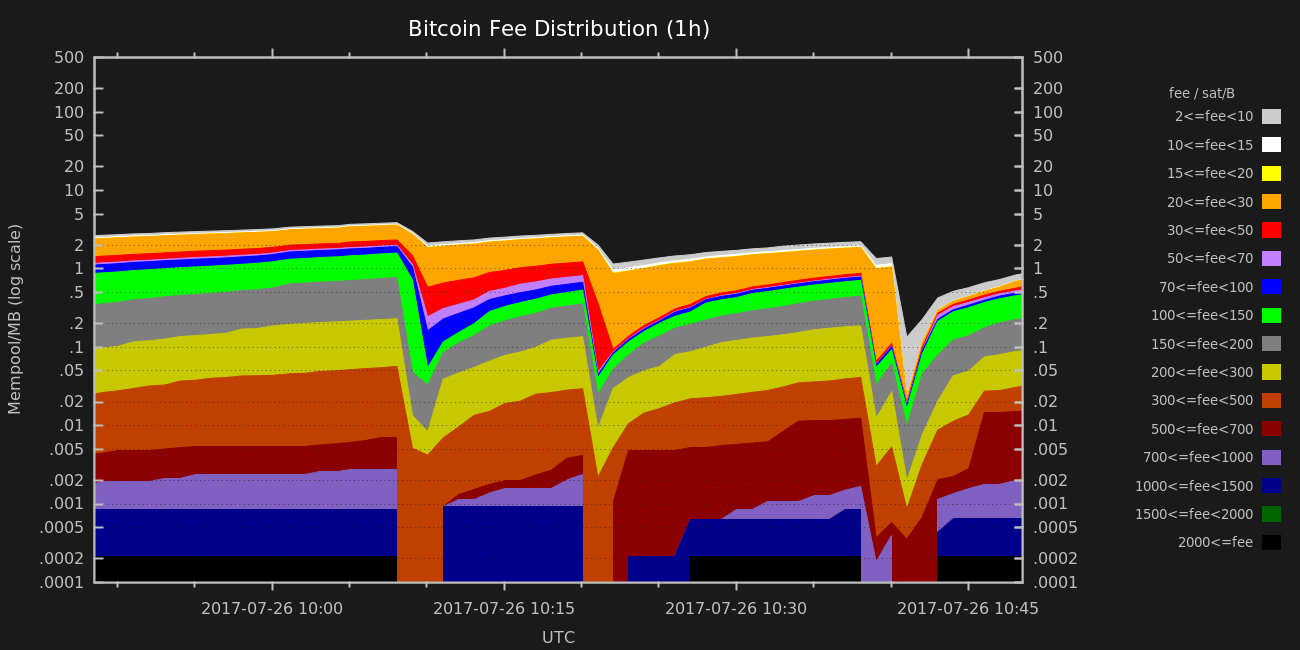 Bitcoin Fee Distribution (1h)
Mempool/MB (log scale)
500
200
100
50
20
10
5
2
1
.5
.2
.1
.05
.02
.01
.005
.002
.001
.0005
.0002
.0001
500
200
100
50
20
10
5
2
1
.5
.2
.1
.05
.02
.01
.005
.002
.001
.0005
.0002
.0001
fee / sat/B
2<=fee<10
10<=fee<15
15<=fee<20
20<=fee<30
30<=fee<50
50<=fee<70
70<=fee<100
100<=fee<150
150<=fee<200
200<=fee<300
300<=fee<500
500<=fee<700
700<=fee<1000
1000<=fee<1500
1500<=fee<2000
2000<=fee
2017-07-26 10:00 2017-07-26 10:15 2017-07-26 10:30 2017-07-26 10:45
UTC